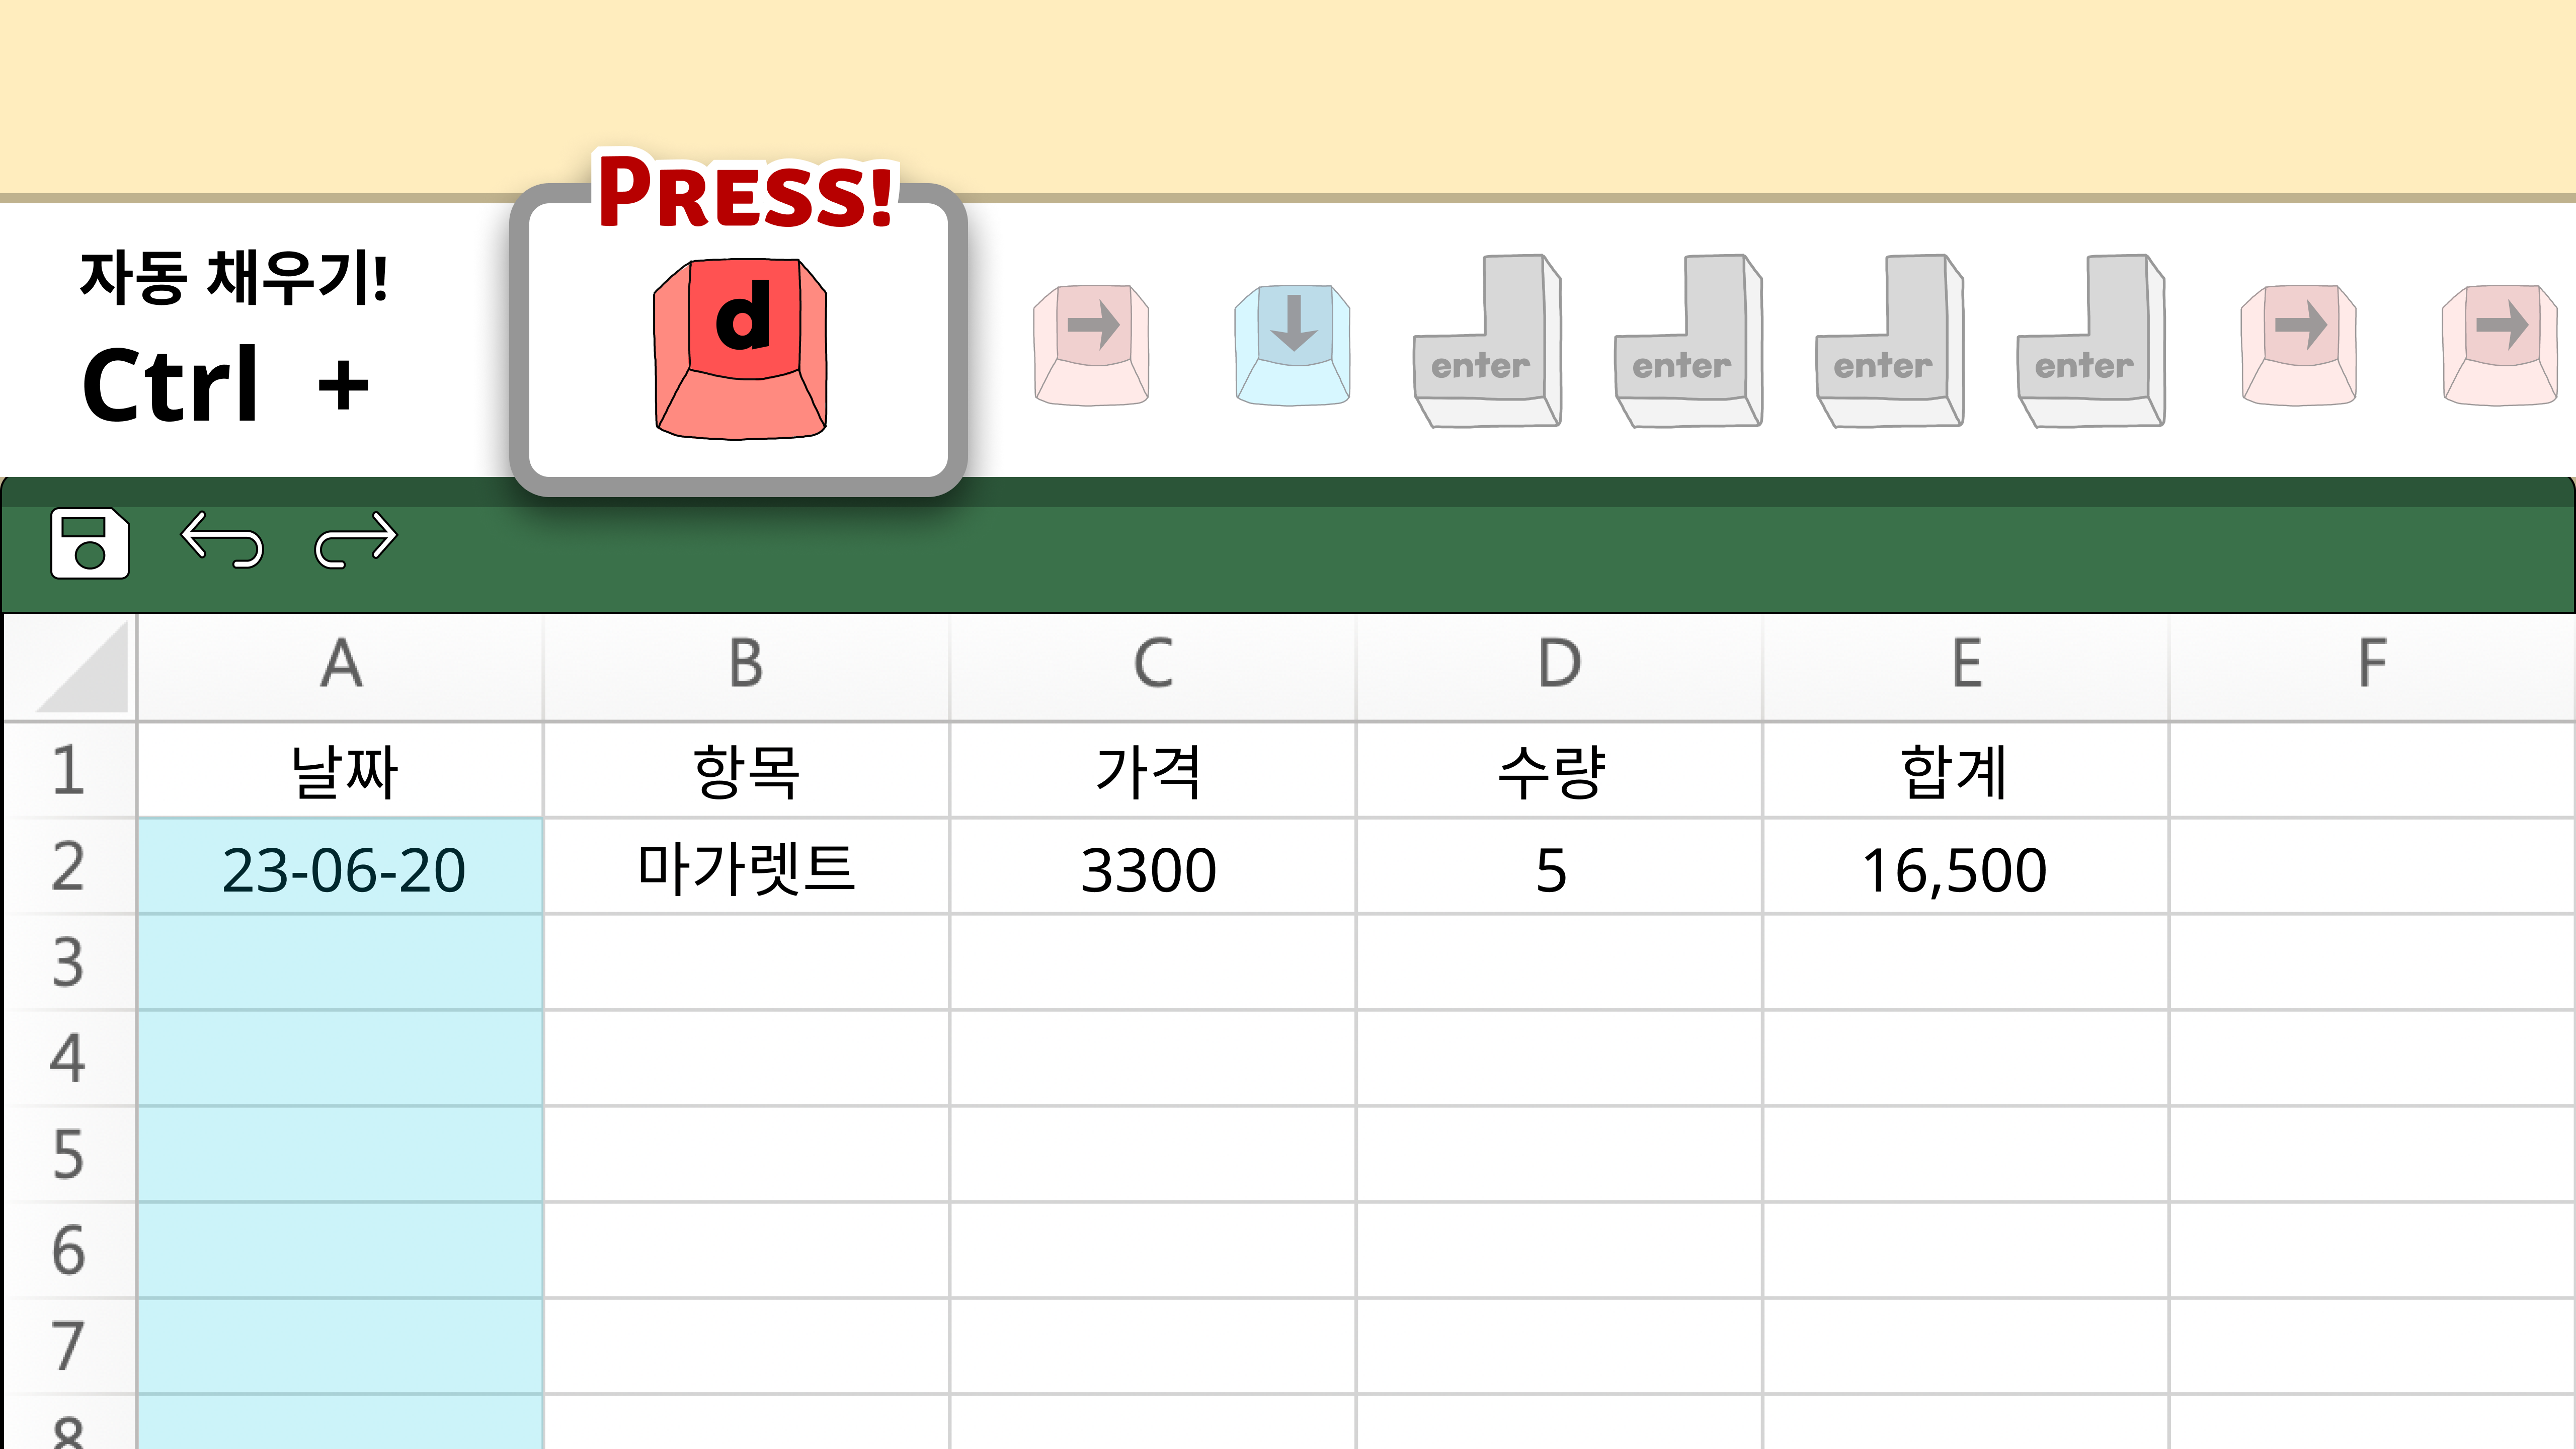 PRESS!
자동 채우기!
Ctrl +
d
enter enter enter enter
A B C D E F
1 날짜 항목 가격 수량 합계
2 23-06-20 마가렛트 3300 5 16,500
3
4
5
6
7
8